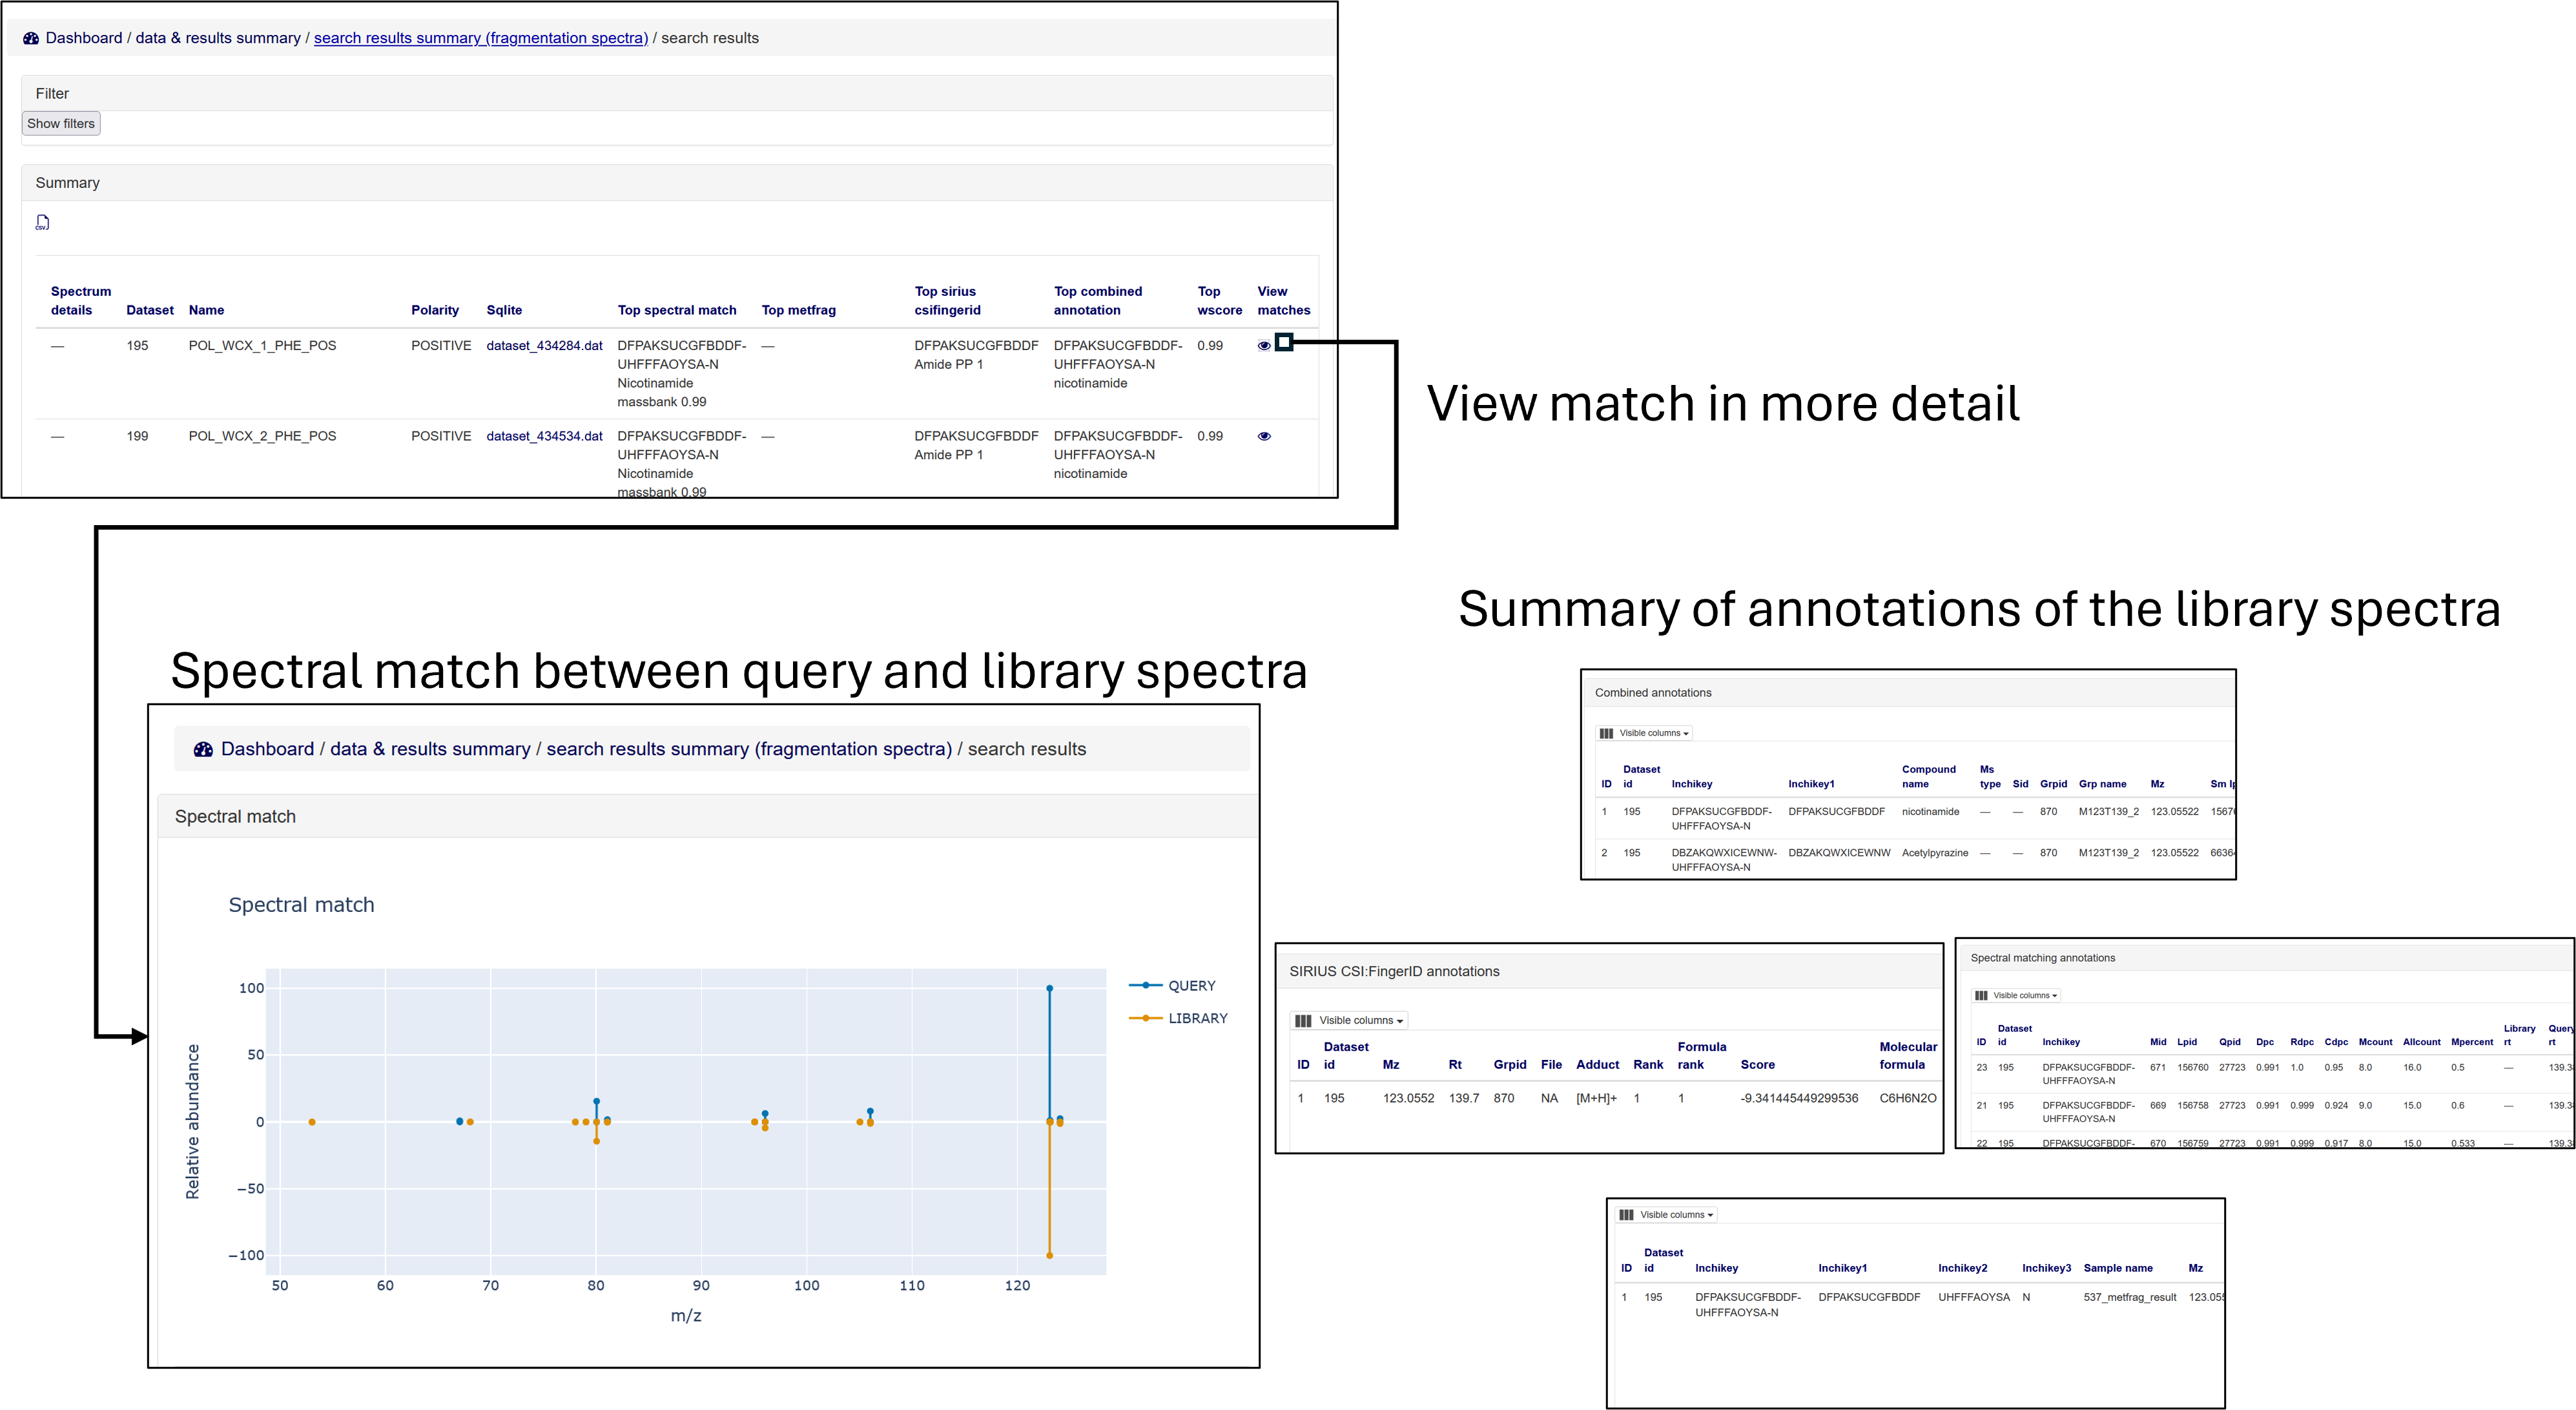 Dashboard / data & results summary / search results summary (fragmentation spectra) / search results
Filter
Show filters
Summary
CSV
Spectrum details Dataset Name Polarity Sqlite Top spectral match Top metfrag Top sirius csifingerid Top combined annotation Top wscore View matches
— 195 POL_WCX_1_PHE_POS POSITIVE dataset_434284.dat DFPAKSUCGFBDDF- — DFPAKSUCGFBDDF DFPAKSUCGFBDDF- 0.99
UHFFFAOYSA-N Amide PP 1 UHFFFAOYSA-N
Nicotinamide nicotinamide
massbank 0.99
— 199 POL_WCX_2_PHE_POS POSITIVE dataset_434534.dat DFPAKSUCGFBDDF- — DFPAKSUCGFBDDF DFPAKSUCGFBDDF- 0.99
UHFFFAOYSA-N Amide PP 1 UHFFFAOYSA-N
Nicotinamide nicotinamide
massbank 0.99
View match in more detail
Spectral match between query and library spectra
Dashboard / data & results summary / search results summary (fragmentation spectra) / search results
Spectral match
Spectral match
QUERY
LIBRARY
100
50
0
−50
−100
Relative abundance
50 60 70 80 90 100 110 120
m/z
Summary of annotations of the library spectra
Combined annotations
Visible columns
Dataset Compound Ms
ID id Inchikey Inchikey1 name type Sid Grpid Grp name Mz Sm
1 195 DFPAKSUCGFBDDF- DFPAKSUCGFBDDF nicotinamide — — 870 M123T139_2 123.05522 1567
UHFFFAOYSA-N
2 195 DBZAKQWXICEWNW- DBZAKQWXICEWNW Acetylpyrazine — — 870 M123T139_2 123.05522 6636
UHFFFAOYSA-N
SIRIUS CSI:FingerID annotations
Visible columns
Dataset Formula Molecular
ID id Mz Rt Grpid File Adduct Rank rank Score formula
1 195 123.0552 139.7 870 NA [M+H]+ 1 1 -9.341445449299536 C6H6N2O
Spectral matching annotations
Visible columns
Dataset Library Query
ID id Inchikey Mid Lpid Qpid Dpc Rdpc Cdpc Mcount Allcount Mpercent rt rt
23 195 DFPAKSUCGFBDDF- 671 156760 27723 0.991 1.0 0.95 8.0 16.0 0.5 — 139.3
UHFFFAOYSA-N
21 195 DFPAKSUCGFBDDF- 669 156758 27723 0.991 0.999 0.924 9.0 15.0 0.6 — 139.3
UHFFFAOYSA-N
22 195 DFPAKSUCGFBDDF- 670 156759 27723 0.991 0.999 0.917 8.0 15.0 0.533 — 139.3
Visible columns
Dataset
ID id Inchikey Inchikey1 Inchikey2 Inchikey3 Sample name Mz
1 195 DFPAKSUCGFBDDF- DFPAKSUCGFBDDF UHFFFAOYSA N 537_metfrag_result 123.05
UHFFFAOYSA-N